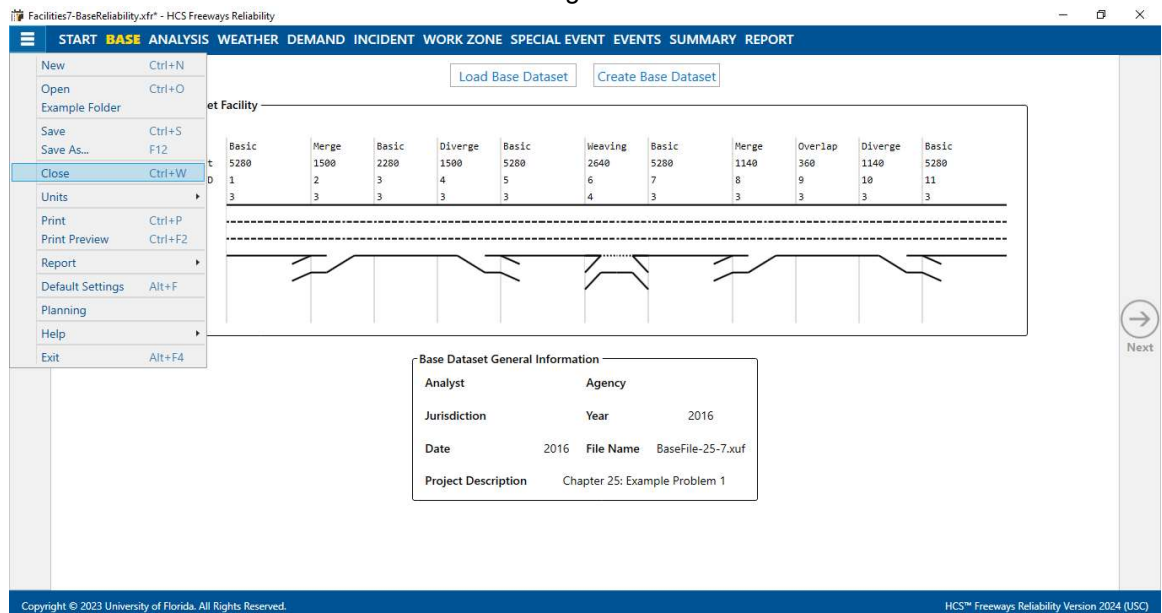 Facilities7-BaseReliability.xfr* - HCS Freeways Reliability
START BASE ANALYSIS WEATHER DEMAND INCIDENT WORK ZONE SPECIAL EVENT EVENTS SUMMARY REPORT
New Ctrl+N
Open Ctrl+O
Example Folder
Save Ctrl+S
Save As... F12
Close Ctrl+W
Units
Print Ctrl+P
Print Preview Ctrl+F2
Report
Default Settings Alt+F
Planning
Help
Exit Alt+F4
Load Base Dataset Create Base Dataset
et Facility
Basic Merge Basic Diverge Basic Weaving Basic Merge Overlap Diverge Basic
t 5280 1500 2280 1500 5280 2640 5280 1140 360 1140 5280
D 1 2 3 4 5 6 7 8 9 10 11
3 3 3 3 3 4 3 3 3 3 3
Next
Base Dataset General Information
Analyst Agency
Jurisdiction Year 2016
Date 2016 File Name BaseFile-25-7.xuf
Project Description Chapter 25: Example Problem 1
Copyright © 2023 University of Florida. All Rights Reserved. HCS™ Freeways Reliability Version 2024 (USC)